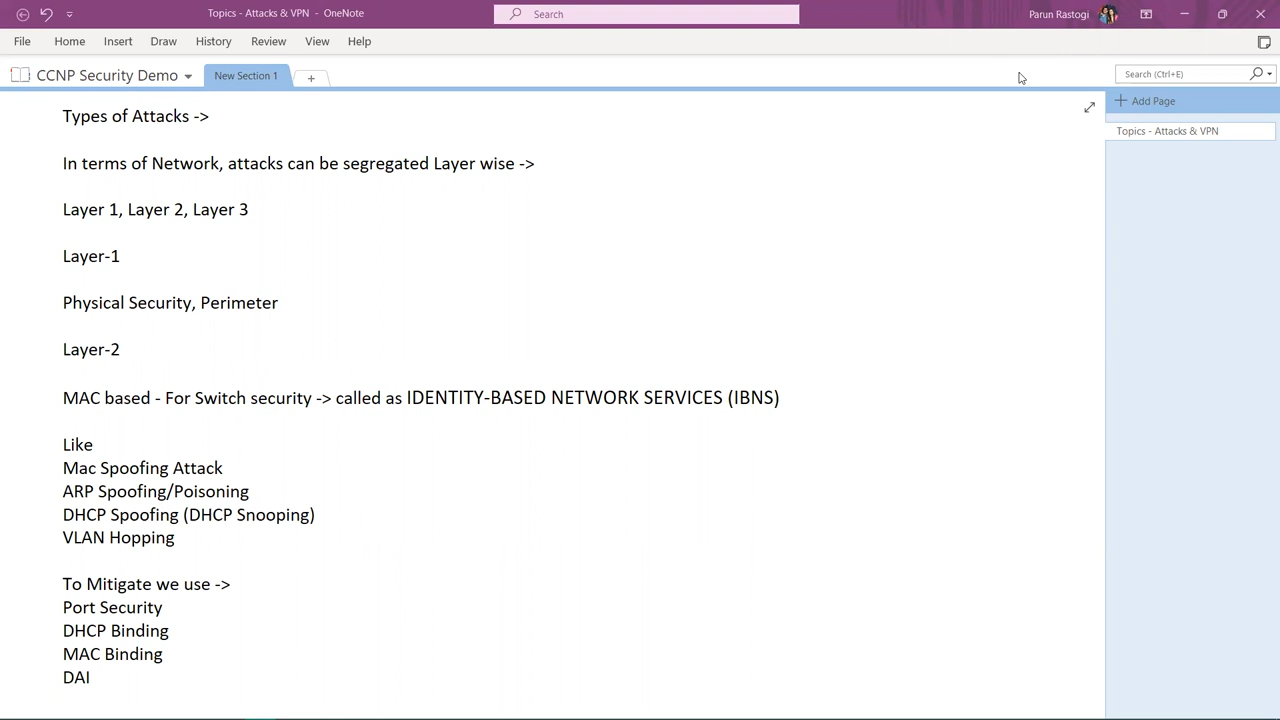 Topics - Attacks & VPN - OneNote
Search
Parun Rastogi
File Home Insert Draw History Review View Help
CCNP Security Demo
New Section 1
+
Search (Ctrl+E)
Add Page
Topics - Attacks & VPN
Types of Attacks ->
In terms of Network, attacks can be segregated Layer wise ->
Layer 1, Layer 2, Layer 3
Layer-1
Physical Security, Perimeter
Layer-2
MAC based - For Switch security -> called as IDENTITY-BASED NETWORK SERVICES (IBNS)
Like
Mac Spoofing Attack
ARP Spoofing/Poisoning
DHCP Spoofing (DHCP Snooping)
VLAN Hopping
To Mitigate we use ->
Port Security
DHCP Binding
MAC Binding
DAI